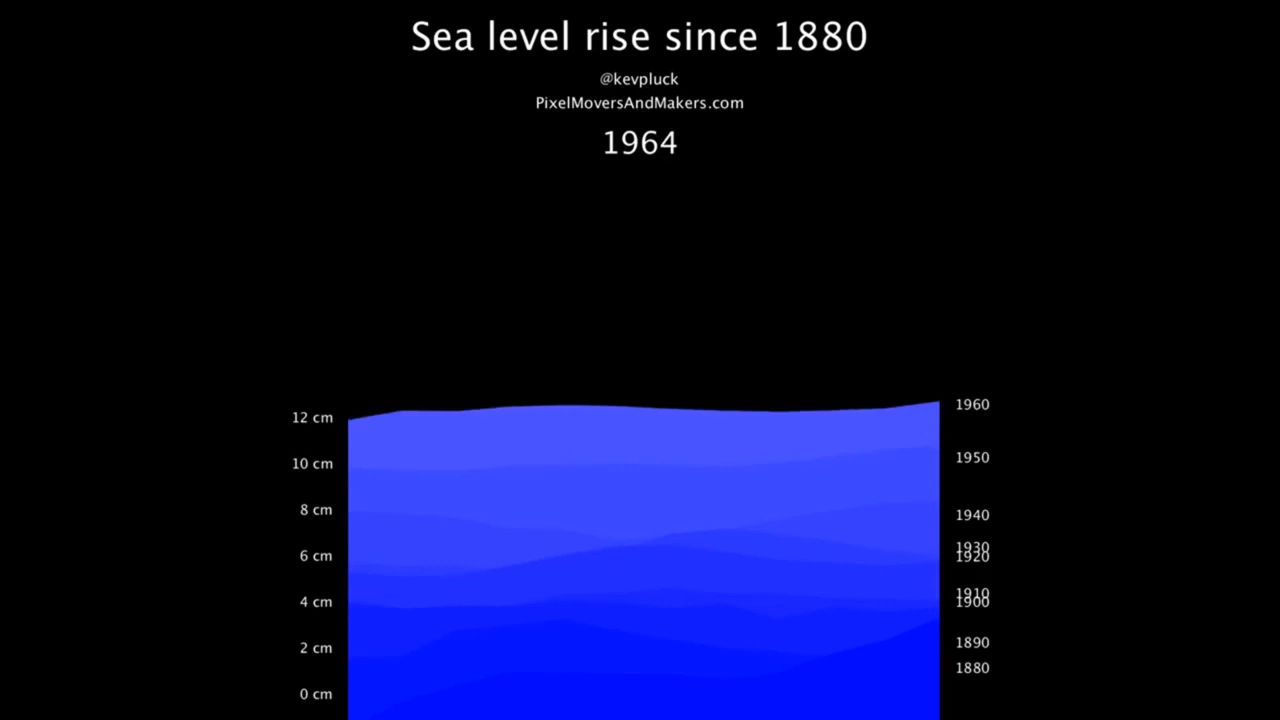 Sea level rise since 1880
@kevpluck
PixelMoversAndMakers.com
1964
12 cm
10 cm
8 cm
6 cm
4 cm
2 cm
0 cm
1960
1950
1940
1930
1920
1910
1900
1890
1880